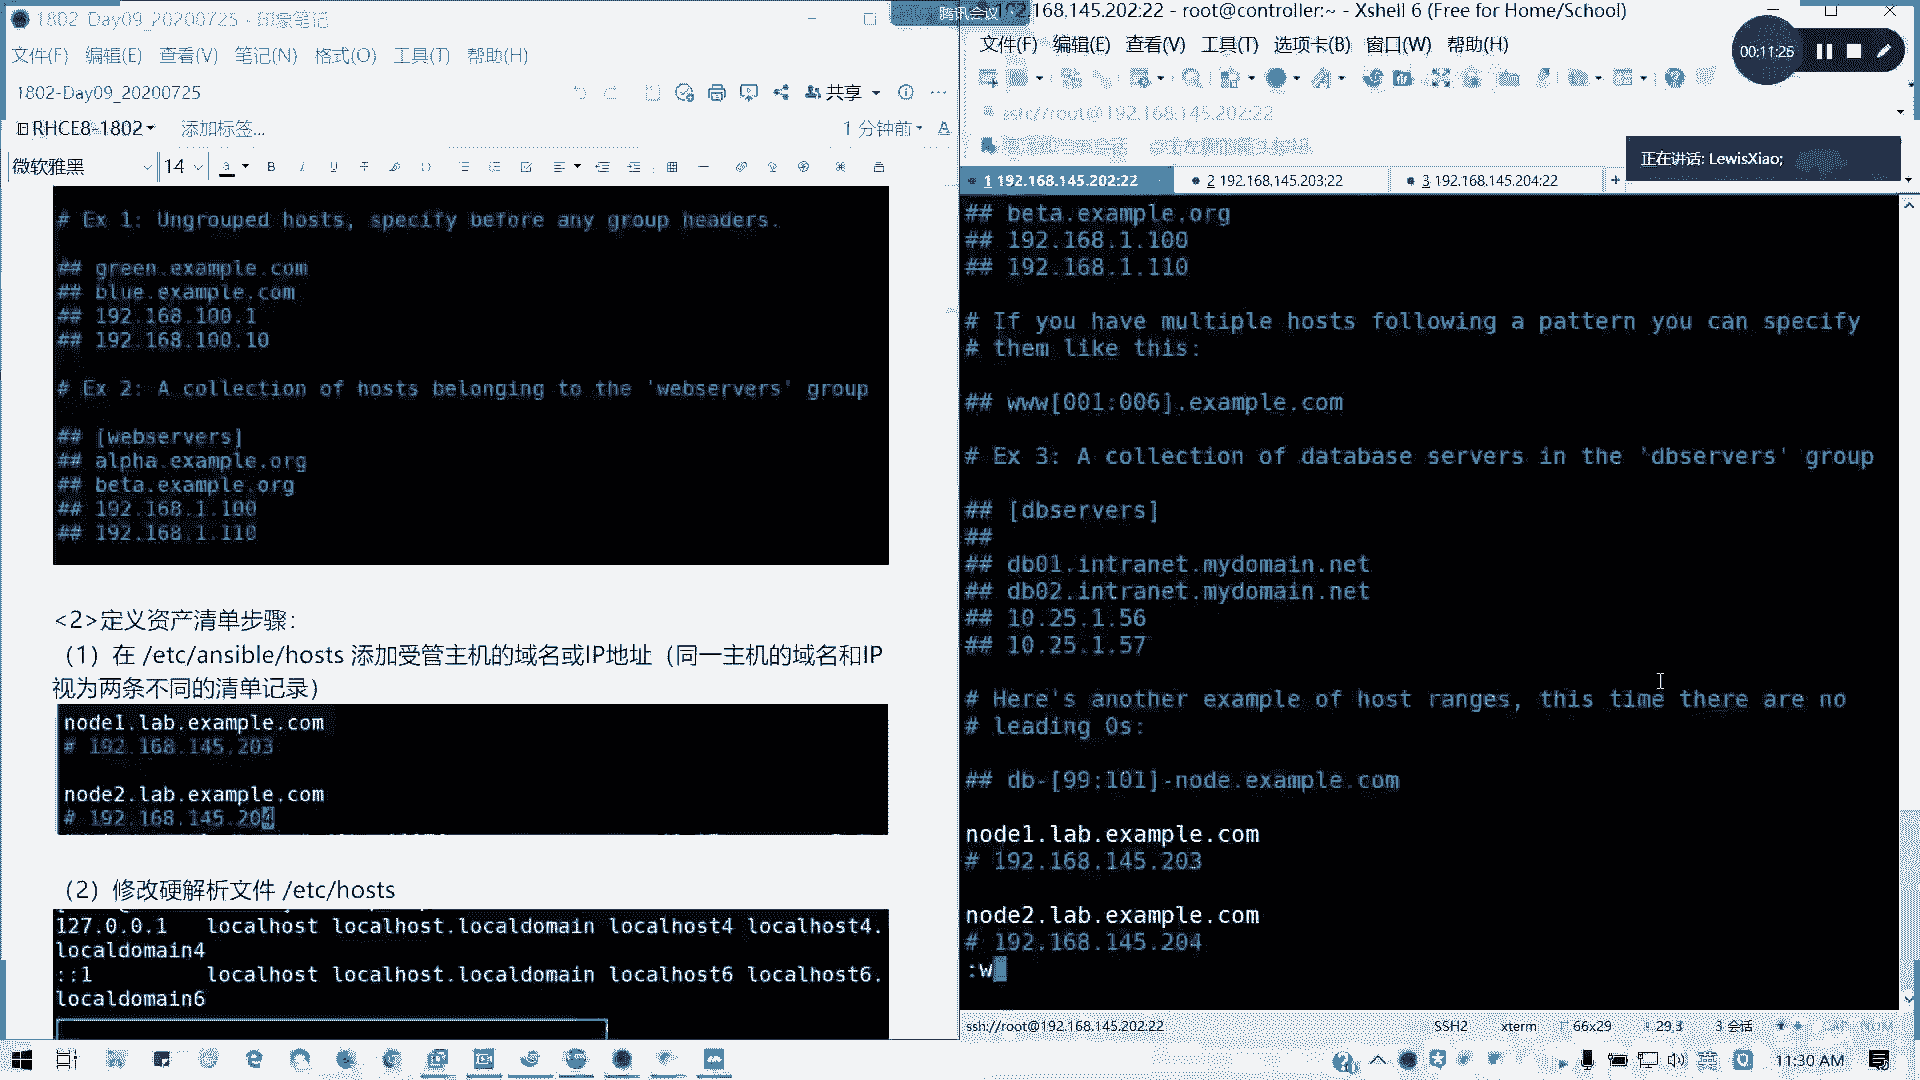 1802-Day09_20200725 - 印象笔记
文件(F) 编辑(E) 查看(V) 笔记(N) 格式(O) 工具(T) 帮助(H)
1802-Day09_20200725
共享
RHCE8-1802
添加标签...
1 分钟前
微软雅黑
14
# Ex 1: Ungrouped hosts, specify before any group headers.
## green.example.com
## blue.example.com
## 192.168.100.1
## 192.168.100.10
# Ex 2: A collection of hosts belonging to the 'webservers' group
## [webservers]
## alpha.example.org
## beta.example.org
## 192.168.1.100
## 192.168.1.110
<2>定义资产清单步骤：
（1）在 /etc/ansible/hosts 添加受管主机的域名或IP地址（同一主机的域名和IP
视为两条不同的清单记录）
node1.lab.example.com
# 192.168.145.203
node2.lab.example.com
# 192.168.145.204
（2）修改硬解析文件 /etc/hosts
127.0.0.1 localhost localhost.localdomain localhost4 localhost4.
localdomain4
::1 localhost localhost.localdomain localhost6 localhost6.
localdomain6
腾讯会议
.168.145.202:22 - root@controller:~ - Xshell 6 (Free for Home/School)
文件(F) 编辑(E) 查看(V) 工具(T) 选项卡(B) 窗口(W) 帮助(H)
00:11:26
ssh://root@192.168.145.202:22
正在讲话: LewisXiao;
1 192.168.145.202:22
2 192.168.145.203:22
3 192.168.145.204:22
+
## beta.example.org
## 192.168.1.100
## 192.168.1.110
# If you have multiple hosts following a pattern you can specify
# them like this:
## www[001:006].example.com
# Ex 3: A collection of database servers in the 'dbservers' group
## [dbservers]
##
## db01.intranet.mydomain.net
## db02.intranet.mydomain.net
## 10.25.1.56
## 10.25.1.57
# Here's another example of host ranges, this time there are no
# leading 0s:
## db-[99:101]-node.example.com
node1.lab.example.com
# 192.168.145.203
node2.lab.example.com
# 192.168.145.204
:w
ssh://root@192.168.145.202:22
SSH2
xterm
66x29
29,3
3 会话
CAP NUM
英
11:30 AM